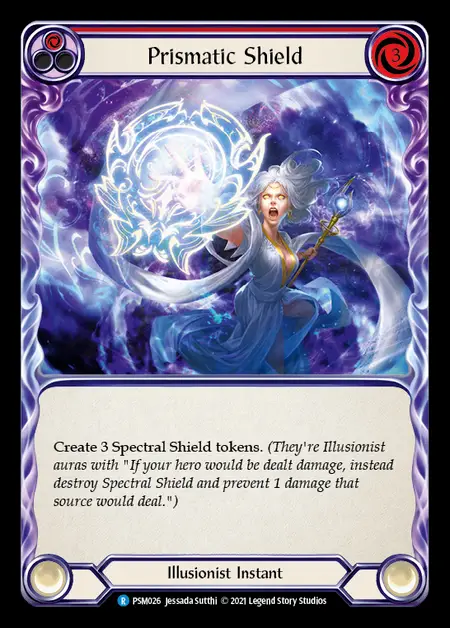 Prismatic Shield
3
Create 3 Spectral Shield tokens. (They're Illusionist
auras with "If your hero would be dealt damage, instead
destroy Spectral Shield and prevent 1 damage that
source would deal.")
Illusionist Instant
R PSM026 Jessada Sutthi © 2021 Legend Story Studios